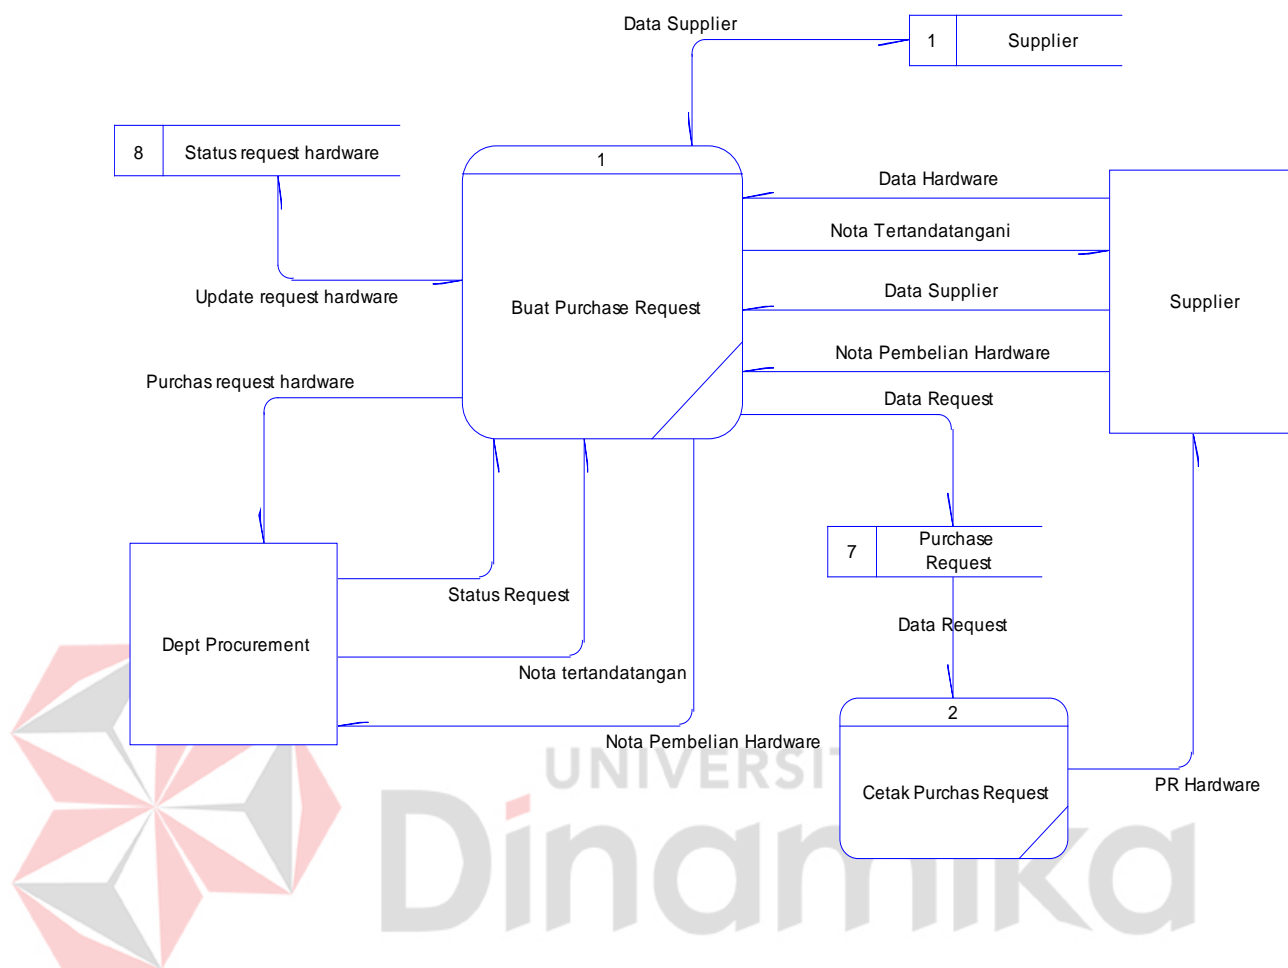 Data Supplier
1 Supplier
8 Status request hardware
1
Data Hardware
Nota Tertandatangani
Update request hardware
Buat Purchase Request
Data Supplier
Supplier
Nota Pembelian Hardware
Purchas request hardware
Data Request
7
Purchase
Request
Status Request
Data Request
Dept Procurement
Nota tertandatangan
2
Nota Pembelian Hardware
PR Hardware
Cetak Purchas Request
UNIVERSIT
Dinamika